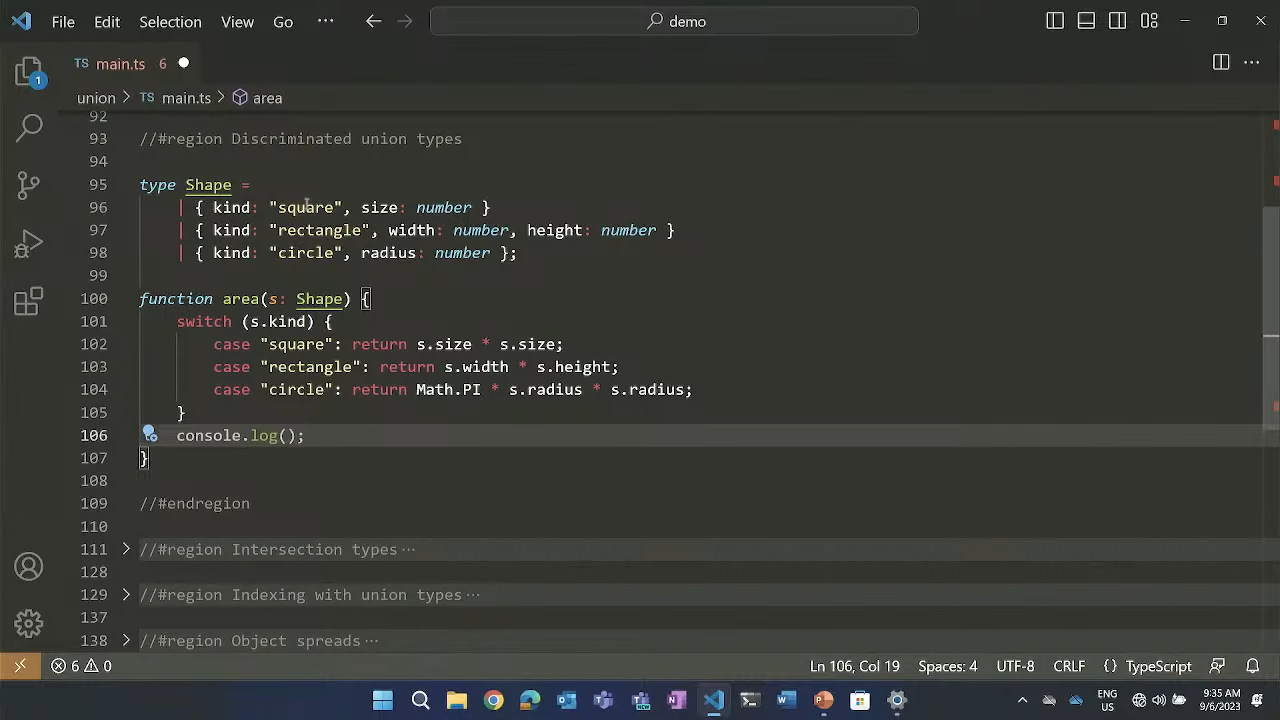 File Edit Selection View Go ··· demo
TS main.ts 6
union > TS main.ts > area
92
93 //#region Discriminated union types
94
95 type Shape =
96 | { kind: "square", size: number }
97 | { kind: "rectangle", width: number, height: number }
98 | { kind: "circle", radius: number };
99
100 function area(s: Shape) {
101 switch (s.kind) {
102 case "square": return s.size * s.size;
103 case "rectangle": return s.width * s.height;
104 case "circle": return Math.PI * s.radius * s.radius;
105 }
106 console.log();
107 }
108
109 //#endregion
110
111 //#region Intersection types···
128
129 //#region Indexing with union types···
137
138 //#region Object spreads···
1
6 0 Ln 106, Col 19 Spaces: 4 UTF-8 CRLF {} TypeScript
ENG US 9:35 AM 9/6/2023